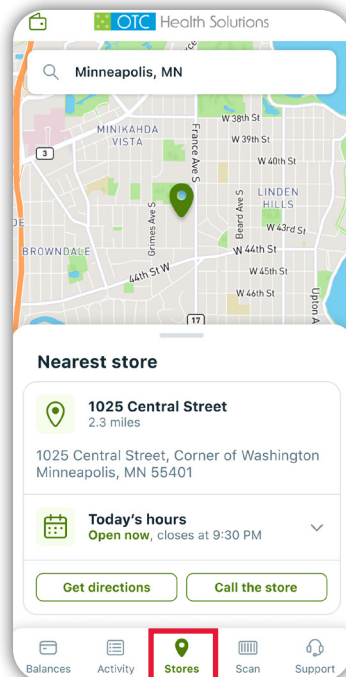 OTC Health Solutions
Minneapolis, MN
W 38th St
MINIKAHDA
VISTA
France Ave S
W 39th St
3
W 40th St
LINDEN
HILLS
Grimes Ave S
Beard Ave S
W 43rd St
BROWNDALE
W 44th St
44th St W
W 45th St
W 46th St
Upton A
17
Nearest store
1025 Central Street
2.3 miles
1025 Central Street, Corner of Washington
Minneapolis, MN 55401
Today's hours
Open now, closes at 9:30 PM
Get directions
Call the store
Balances Activity Stores Scan Support